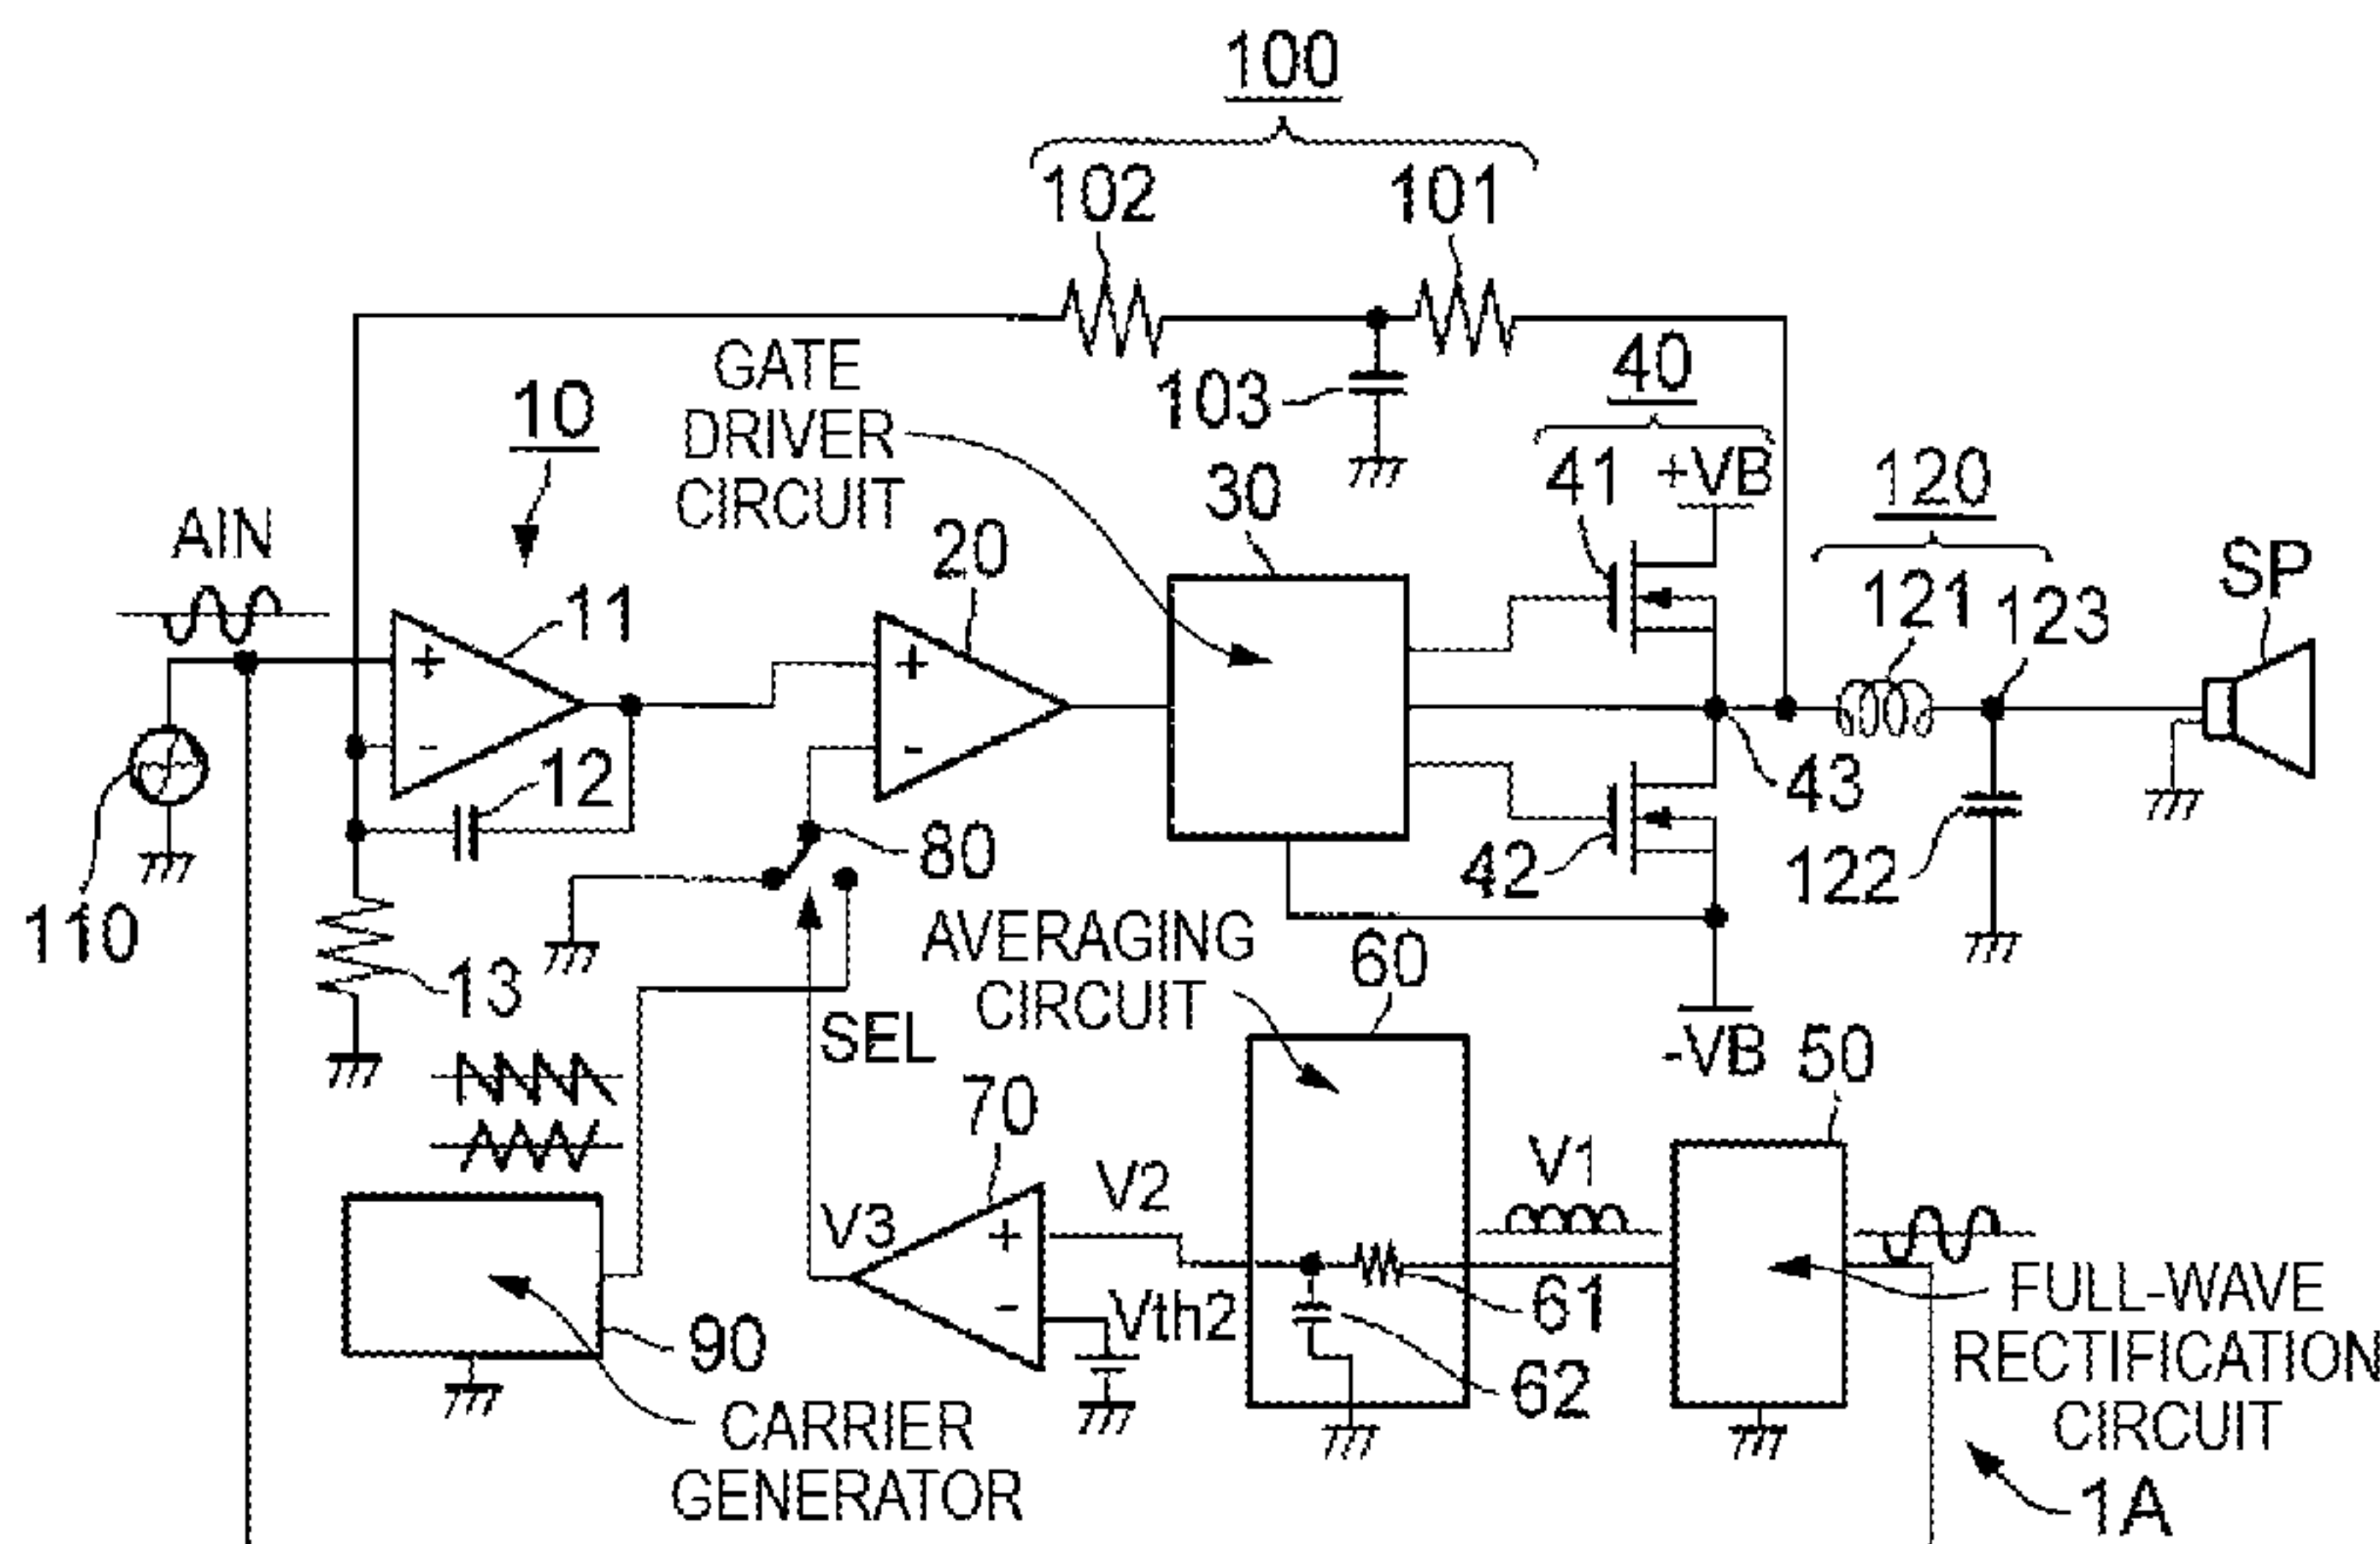 100
102
101
GATE
DRIVER
CIRCUIT
10
103
40
41
+VB
30
120
AIN
20
121
123
SP
11
+
+
-
12
-
43
80
42
122
110
AVERAGING
CIRCUIT
60
13
SEL
-VB
50
70
V1
V2
V3
+
-
Vth2
61
FULL-WAVE
RECTIFICATION
CIRCUIT
90
62
CARRIER
GENERATOR
1A